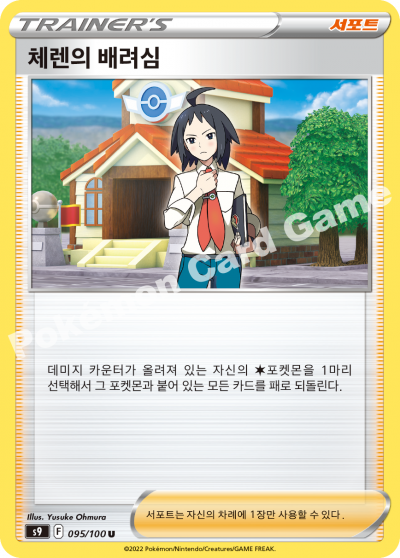 TRAINER'S
서포트
체렌의 배려심
Pokémon Card Game
데미지 카운터가 올려져 있는 자신의 ✶포켓몬을 1마리
선택해서 그 포켓몬과 붙어 있는 모든 카드를 패로 되돌린다.
Illus. Yusuke Ohmura
s9 F 095/100 U
서포트는 자신의 차례에 1장만 사용할 수 있다.
©2022 Pokémon/Nintendo/Creatures/GAME FREAK.